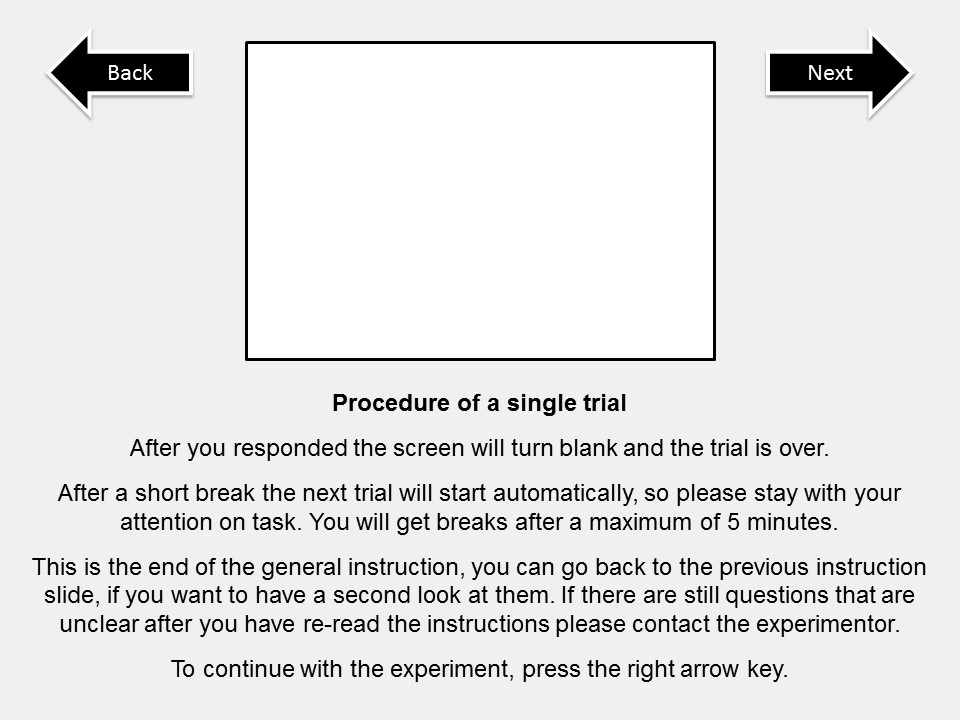 Back
Next
Procedure of a single trial
After you responded the screen will turn blank and the trial is over.
After a short break the next trial will start automatically, so please stay with your
attention on task. You will get breaks after a maximum of 5 minutes.
This is the end of the general instruction, you can go back to the previous instruction
slide, if you want to have a second look at them. If there are still questions that are
unclear after you have re-read the instructions please contact the experimentor.
To continue with the experiment, press the right arrow key.